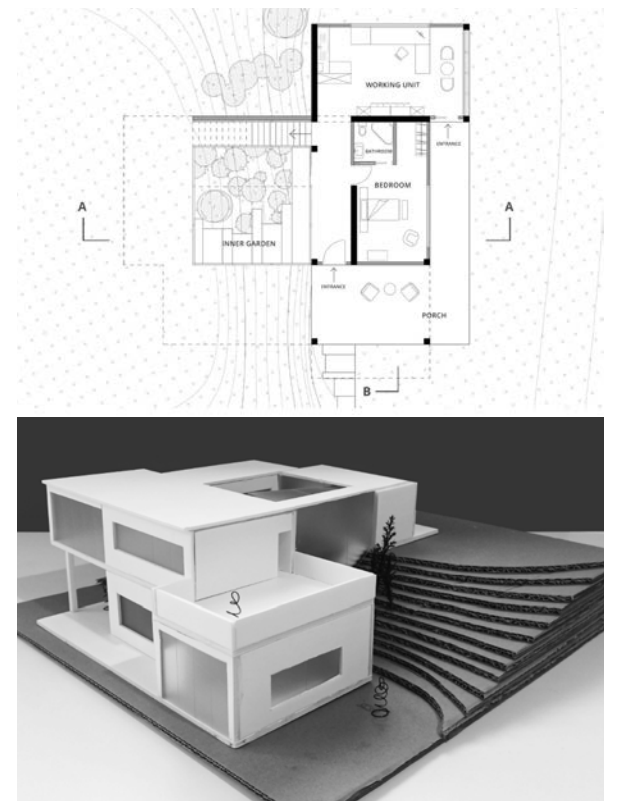 WORKING UNIT
ENTRANCE
BATHROOM
BEDROOM
A
A
INNER GARDEN
ENTRANCE
PORCH
B